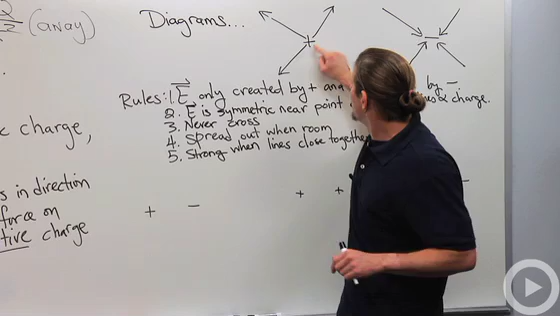 2 (away)
Diagrams...
+ −
Rules: 1. E only created by + and by −
2. E is symmetric near point charge.
3. Never cross
4. Spread out when room
5. Strong when lines close together
e charge,
s in direction
force on
tive charge
+ − + + −